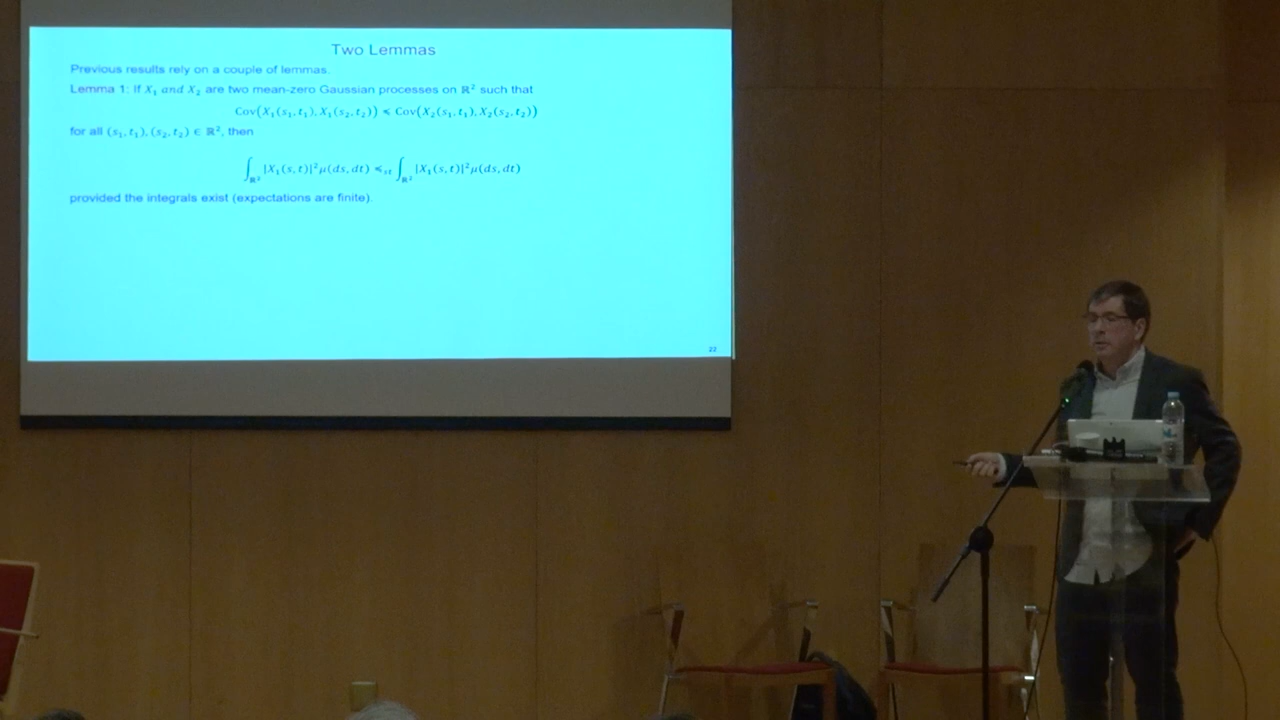 Two Lemmas
Previous results rely on a couple of lemmas.
Lemma 1: If X₁ and X₂ are two mean-zero Gaussian processes on ℝ² such that
Cov(X₁(s₁, t₁), X₁(s₂, t₂)) ≼ Cov(X₂(s₁, t₁), X₂(s₂, t₂))
for all (s₁, t₁), (s₂, t₂) ∈ ℝ², then
∫_ℝ² |X₁(s, t)|² μ(ds, dt) ≼ₛₜ ∫_ℝ² |X₁(s, t)|² μ(ds, dt)
provided the integrals exist (expectations are finite).
22